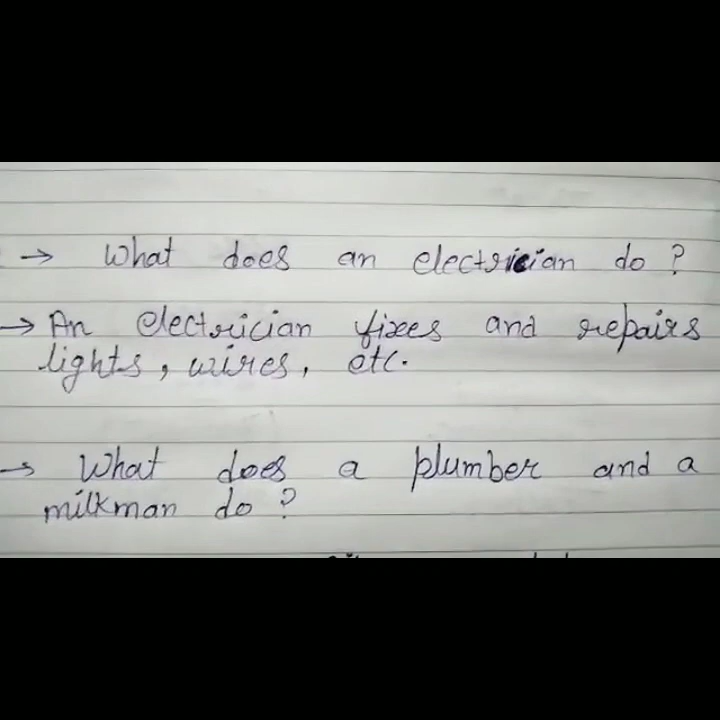 → What does an electrician do ?
→ An electrician fixes and repairs
lights, wires, etc.
→ What does a plumber and a
milkman do ?